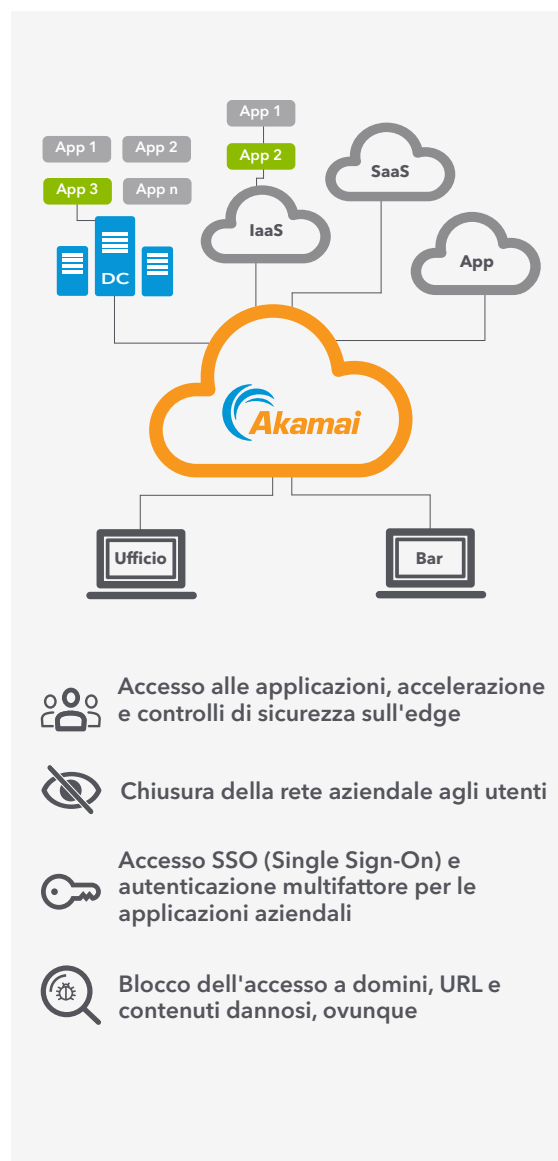 App 1
App 2
App 1
App 2
App 3
App n
SaaS
IaaS
App
DC
Akamai
Ufficio
Bar
Accesso alle applicazioni, accelerazione
e controlli di sicurezza sull'edge
Chiusura della rete aziendale agli utenti
Accesso SSO (Single Sign-On) e
autenticazione multifattore per le
applicazioni aziendali
Blocco dell'accesso a domini, URL e
contenuti dannosi, ovunque